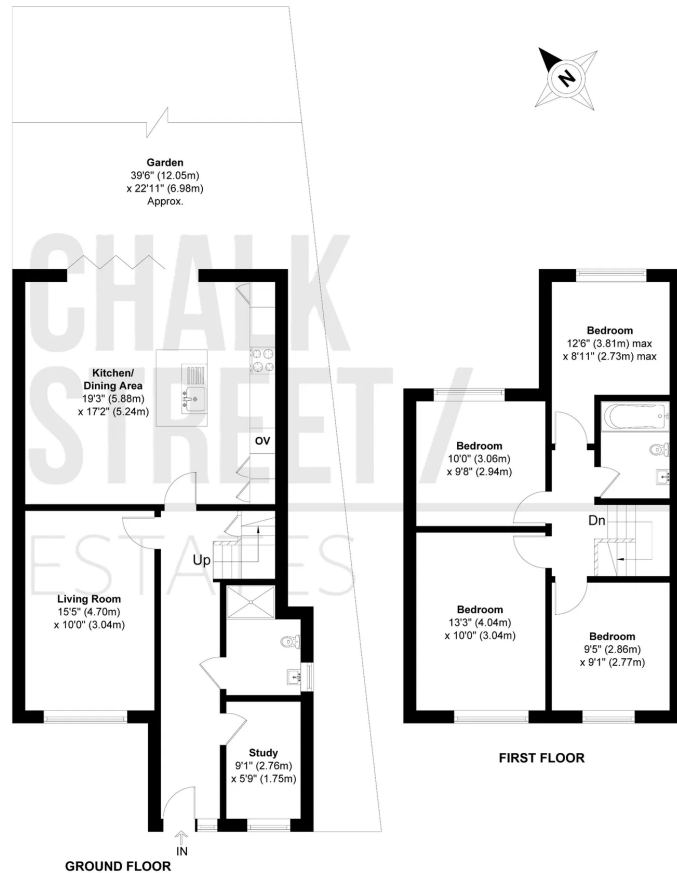 N
Garden
39'6" (12.05m)
x 22'11" (6.98m)
Approx.
CHALK
STREET /
ESTATES
Kitchen/
Dining Area
19'3" (5.88m)
x 17'2" (5.24m)
OV
Up
Living Room
15'5" (4.70m)
x 10'0" (3.04m)
Study
9'1" (2.76m)
x 5'9" (1.75m)
IN
GROUND FLOOR
Bedroom
12'6" (3.81m) max
x 8'11" (2.73m) max
Bedroom
10'0" (3.06m)
x 9'8" (2.94m)
Dn
Bedroom
13'3" (4.04m)
x 10'0" (3.04m)
Bedroom
9'5" (2.86m)
x 9'1" (2.77m)
FIRST FLOOR